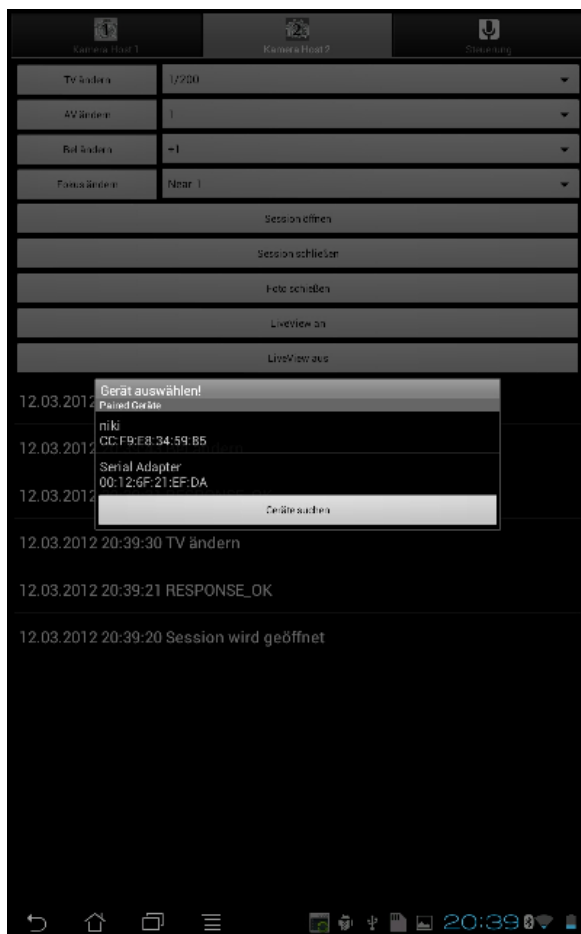 Kamera Host 1
Kamera Host 2
Steuerung
TV ändern
1/200
AV ändern
1
Bel ändern
+1
Fokus ändern
Near 1
Session öffnen
Session schließen
Foto schießen
LiveView an
LiveView aus
Gerät auswählen!
Paired Geräte
niki
CC:F9:E8:34:59:85
Serial Adapter
00:12:6F:21:EF:DA
Geräte suchen
12.03.2012
12.03.2012
12.03.2012
12.03.2012 20:39:30 TV ändern
12.03.2012 20:39:21 RESPONSE_OK
12.03.2012 20:39:20 Session wird geöffnet
20:39